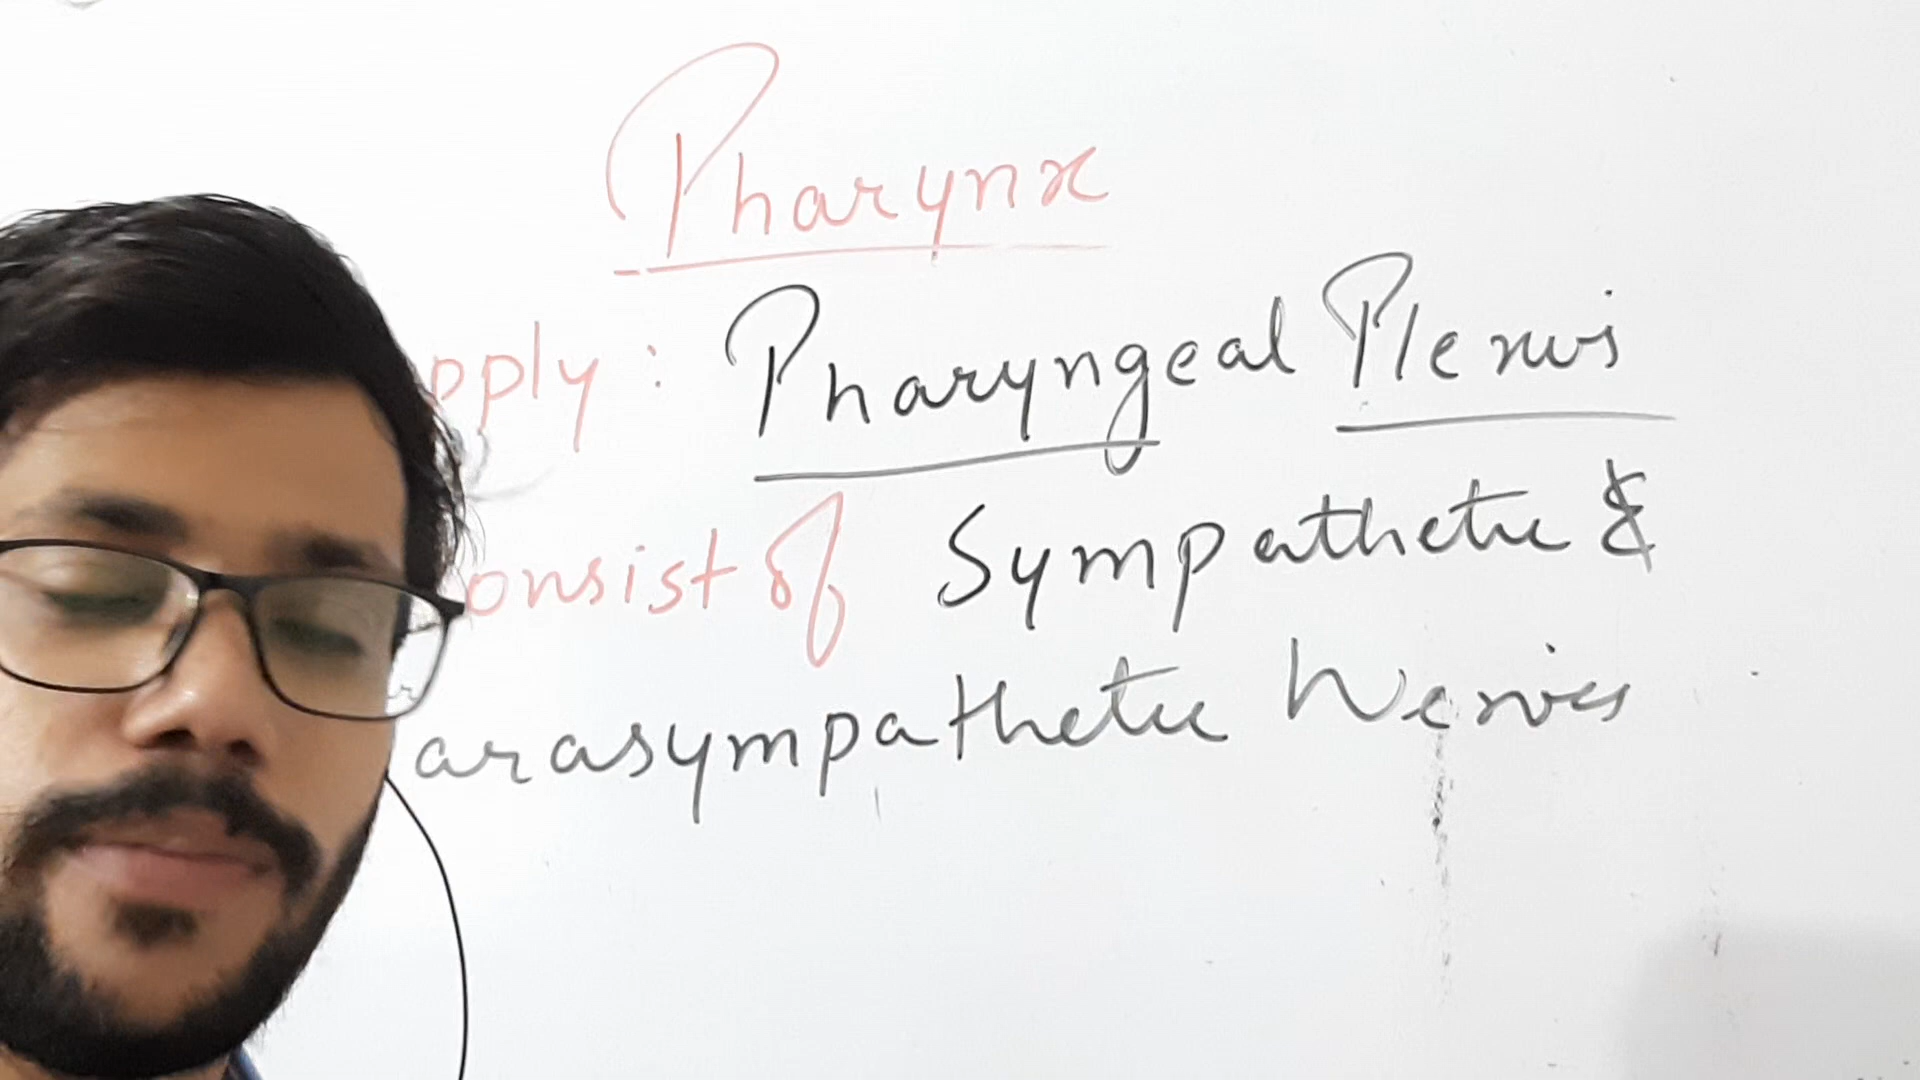 Pharynx
pply: Pharyngeal Plexus
onsist of Sympathetic &
arasympathetic Nerves